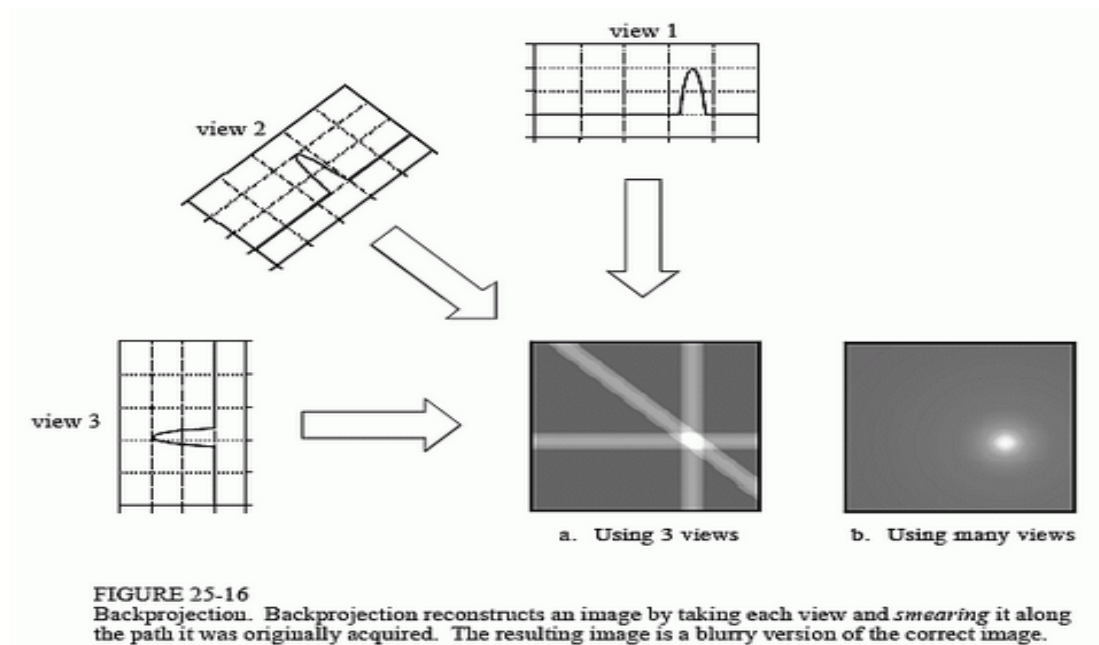 view 1
view 2
view 3
a. Using 3 views
b. Using many views
FIGURE 25-16
Backprojection. Backprojection reconstructs an image by taking each view and smearing it along
the path it was originally acquired. The resulting image is a blurry version of the correct image.